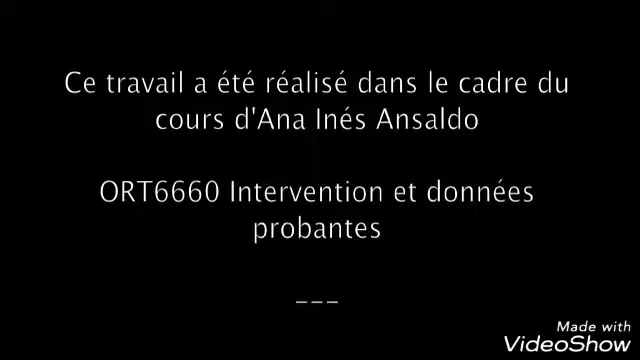 Ce travail a été réalisé dans le cadre du
cours d'Ana Inés Ansaldo
ORT6660 Intervention et données
probantes
---
Made with
VideoShow